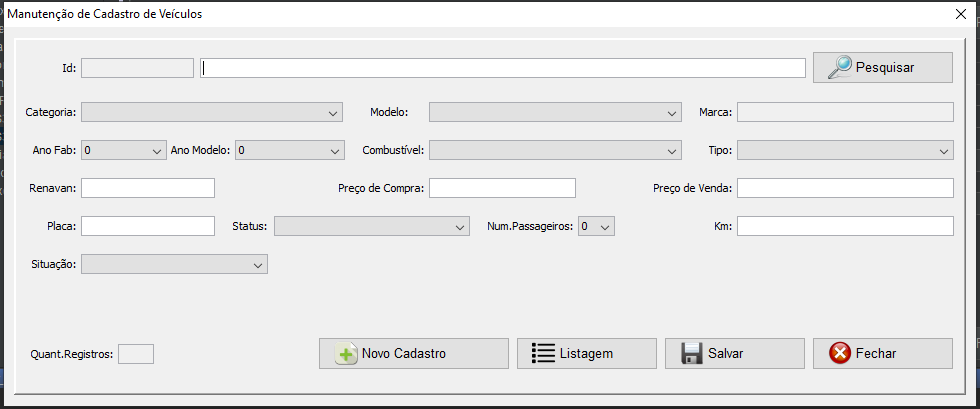 Manutenção de Cadastro de Veículos
Id: Pesquisar
Categoria: Modelo: Marca:
Ano Fab: 0 Ano Modelo: 0 Combustível: Tipo:
Renavan: Preço de Compra: Preço de Venda:
Placa: Status: Num.Passageiros: 0 Km:
Situação:
Quant.Registros: Novo Cadastro Listagem Salvar Fechar